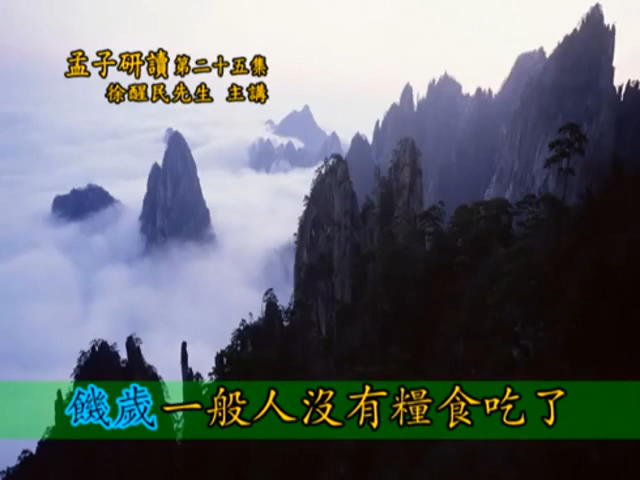 孟子研讀第二十五集
徐醒民先生 主講
饑歲一般人沒有糧食吃了